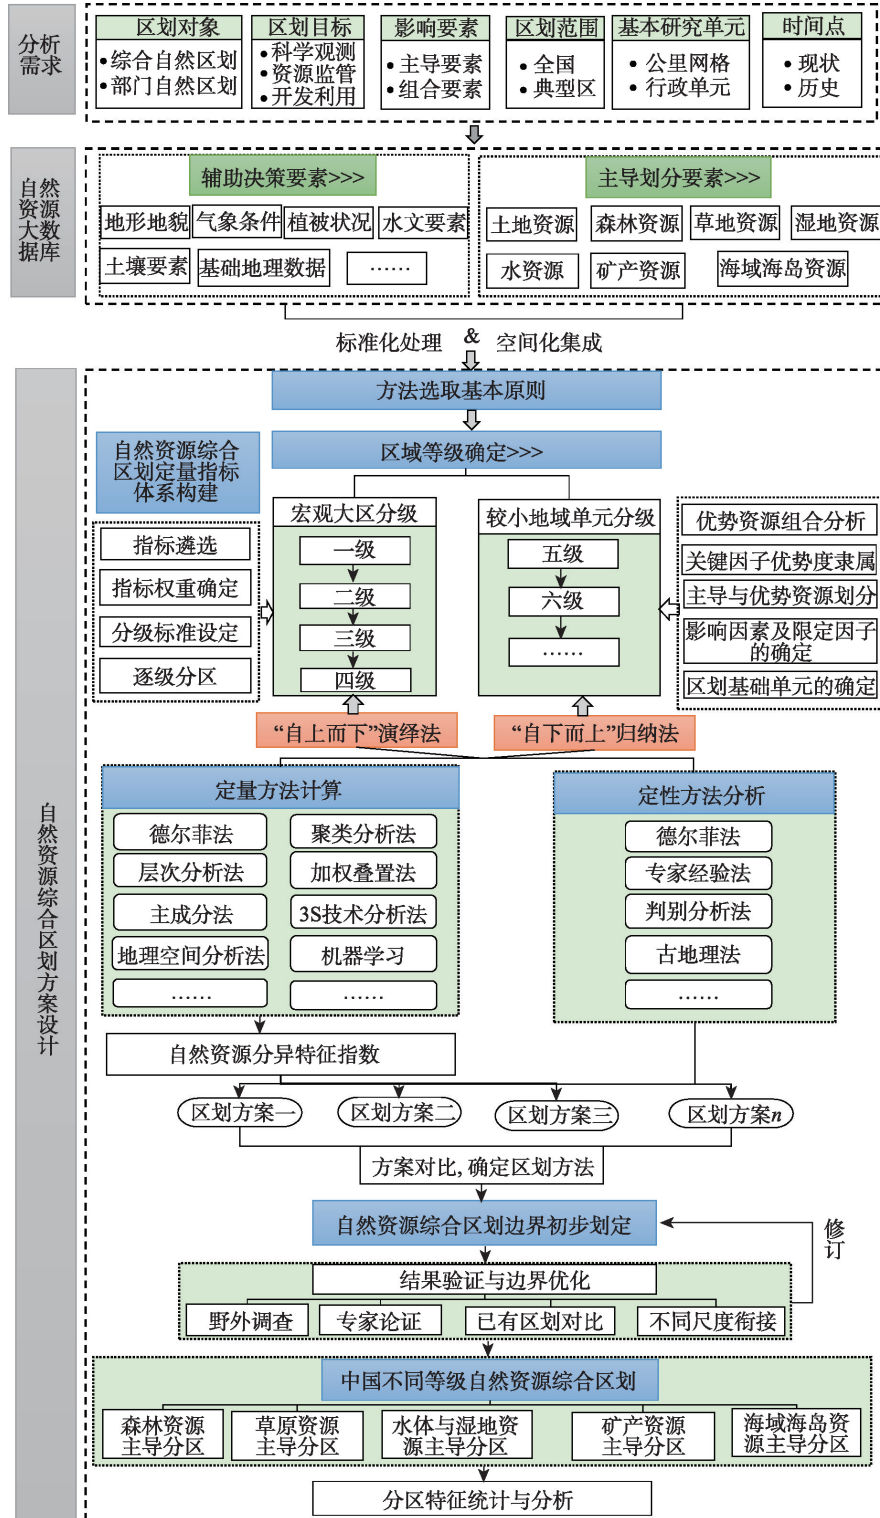 分析
需求
区划对象
•综合自然区划
•部门自然区划
区划目标
•科学观测
•资源监管
•开发利用
影响要素
•主导要素
•组合要素
区划范围
•全国
•典型区
基本研究单元
•公里网格
•行政单元
时间点
•现状
•历史
自然
资源
大数
据库
辅助决策要素>>>
地形地貌
气象条件
植被状况
水文要素
土壤要素
基础地理数据
……
主导划分要素>>>
土地资源
森林资源
草地资源
湿地资源
水资源
矿产资源
海域海岛资源
标准化处理 & 空间化集成
自然资源综合区划方案设计
方法选取基本原则
区域等级确定>>>
自然资源综合
区划定量指标
体系构建
指标遴选
指标权重确定
分级标准设定
逐级分区
宏观大区分级
一级
二级
三级
四级
较小地域单元分级
五级
六级
……
优势资源组合分析
关键因子优势度隶属
主导与优势资源划分
影响因素及限定因子
的确定
区划基础单元的确定
“自上而下”演绎法
“自下而上”归纳法
定量方法计算
德尔菲法
聚类分析法
层次分析法
加权叠置法
主成分法
3S技术分析法
地理空间分析法
机器学习
……
……
定性方法分析
德尔菲法
专家经验法
判别分析法
古地理法
……
自然资源分异特征指数
区划方案一
区划方案二
区划方案三
区划方案n
方案对比,确定区划方法
自然资源综合区划边界初步划定
修订
结果验证与边界优化
野外调查
专家论证
已有区划对比
不同尺度衔接
中国不同等级自然资源综合区划
森林资源
主导分区
草原资源
主导分区
水体与湿地资
源主导分区
矿产资源
主导分区
海域海岛资
源主导分区
分区特征统计与分析